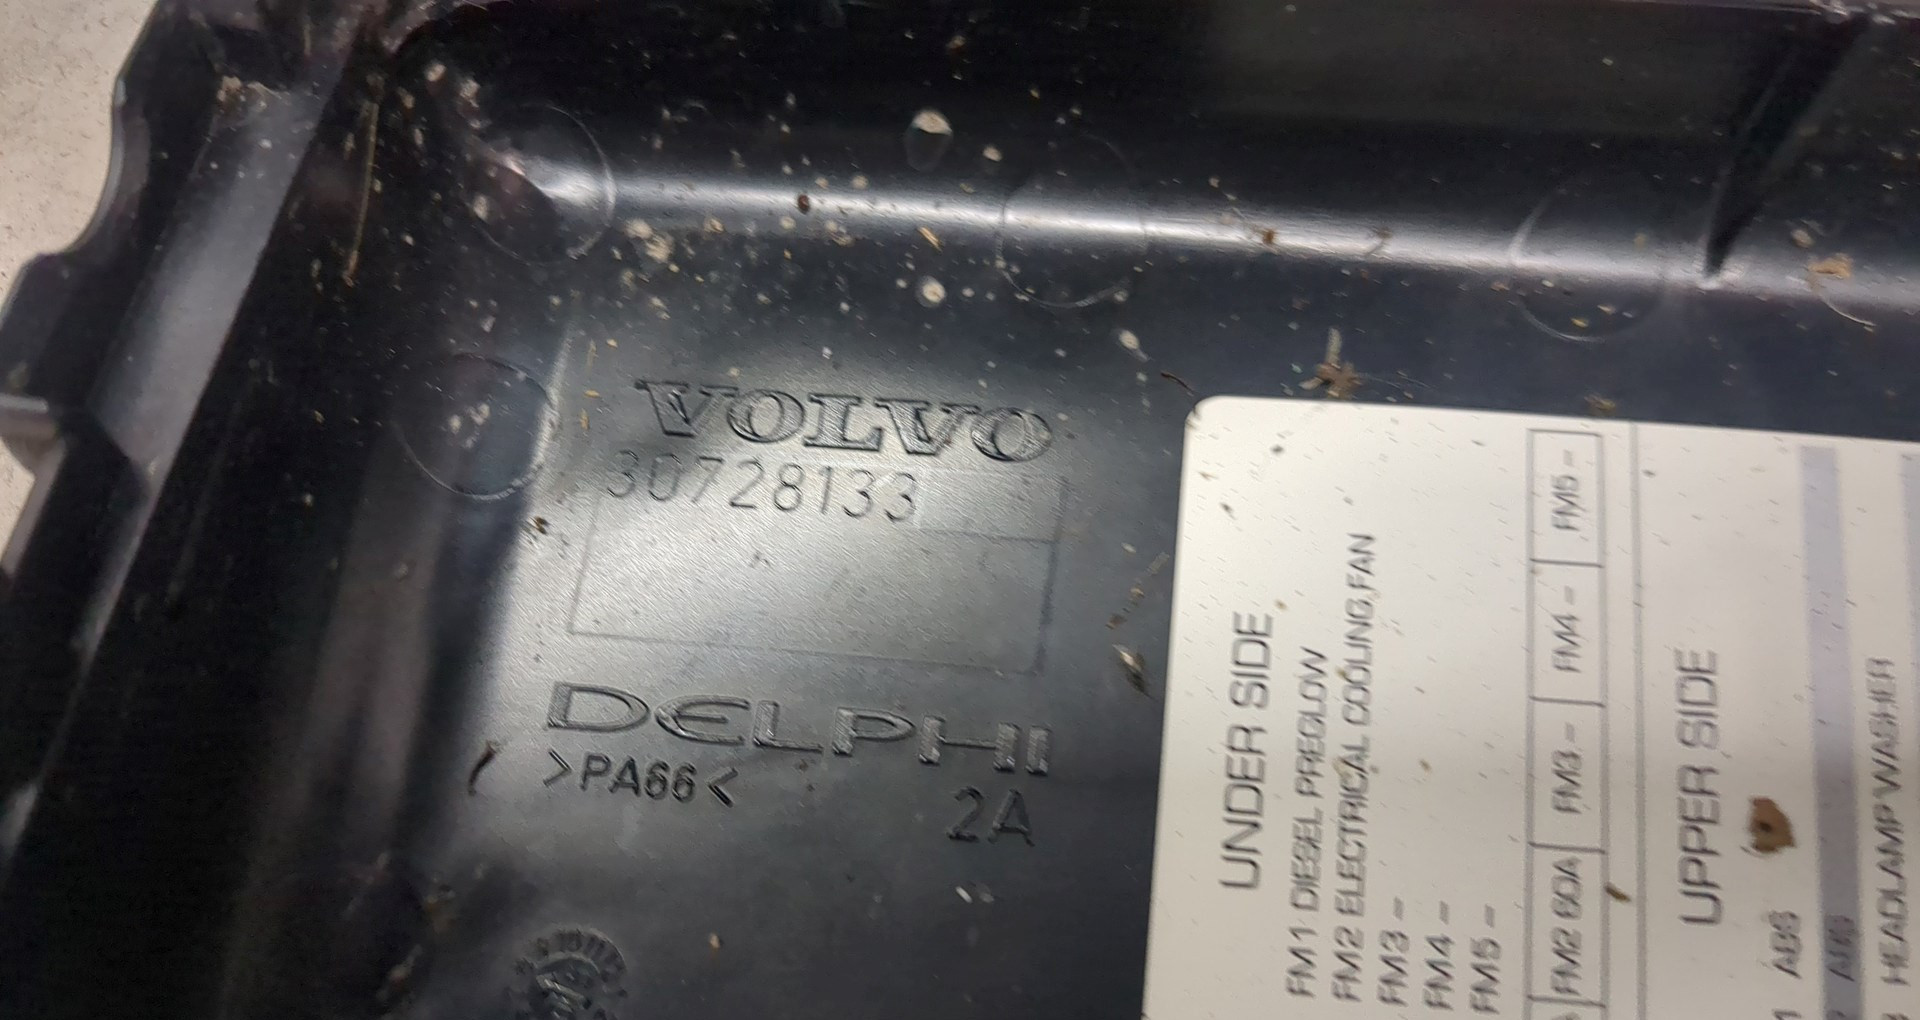 VOLVO
30728133
DELPHI
>PA66<
2A
UNDER SIDE
FM1 DIESEL PREGLOW
FM2 ELECTRICAL COOLING FAN
FM3 -
FM4 -
FM5 -
FM2 60A
FM3 -
FM4 -
FM5 -
UPPER SIDE
ABS
ABS
HEADLAMP WASHER